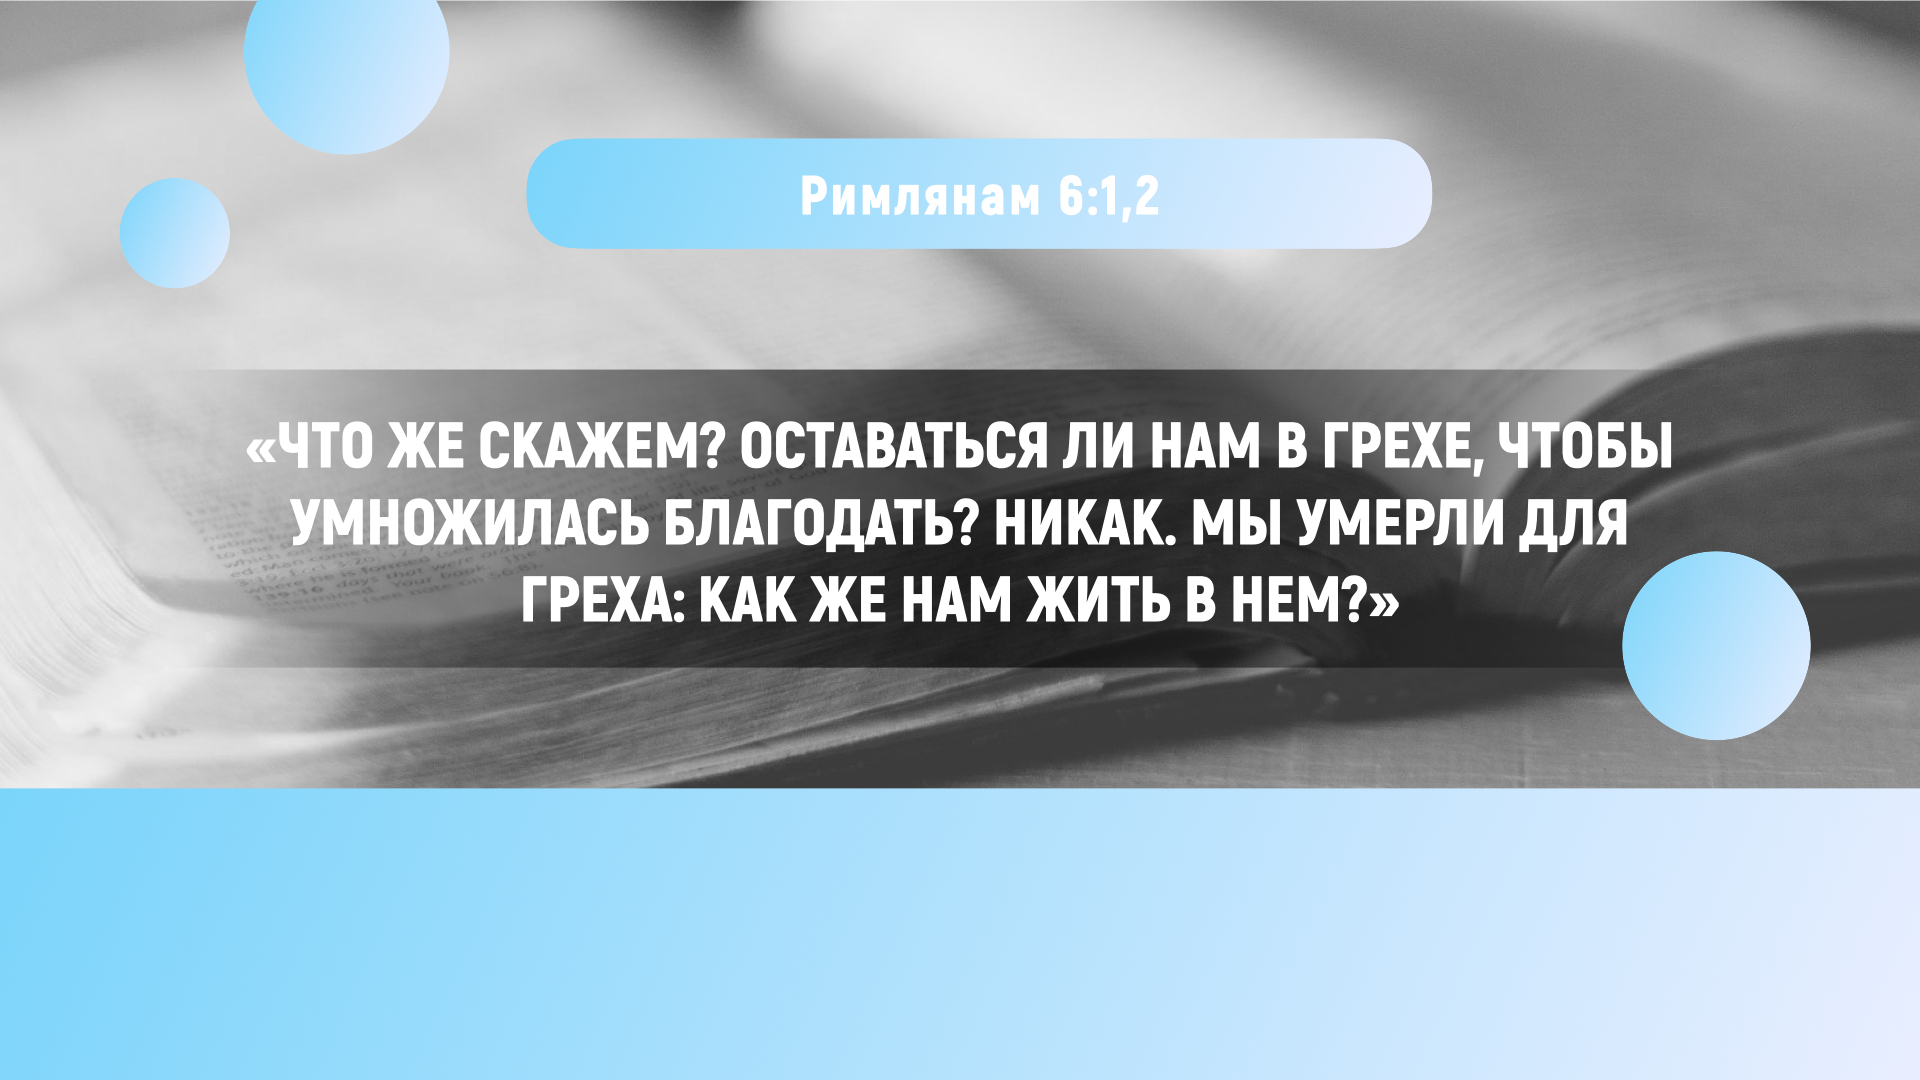 Римлянам 6:1,2
«ЧТО ЖЕ СКАЖЕМ? ОСТАВАТЬСЯ ЛИ НАМ В ГРЕХЕ, ЧТОБЫ
УМНОЖИЛАСЬ БЛАГОДАТЬ? НИКАК. МЫ УМЕРЛИ ДЛЯ
ГРЕХА: КАК ЖЕ НАМ ЖИТЬ В НЕМ?»